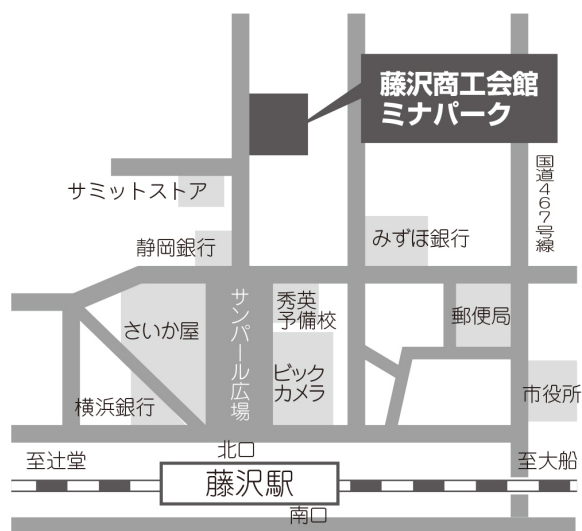 藤沢商工会館
ミナパーク
国道467号線
サミットストア
静岡銀行
みずほ銀行
サンパール広場
秀英
予備校
郵便局
さいか屋
ビック
カメラ
横浜銀行
市役所
北口
至辻堂
至大船
藤沢駅
南口